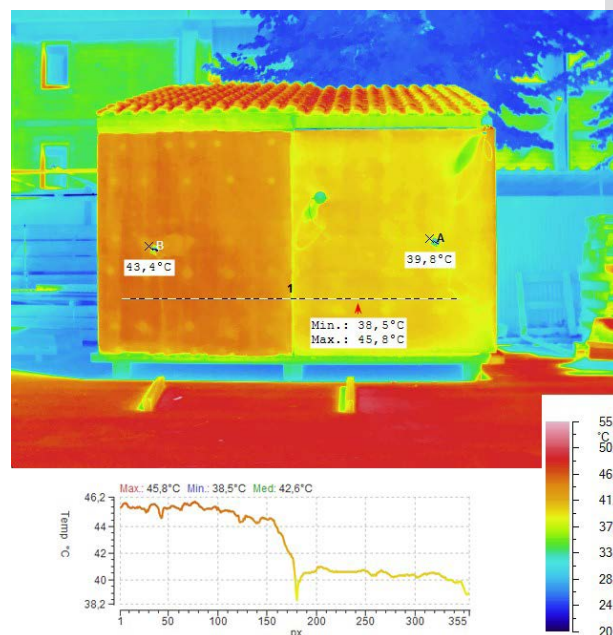 B
43,4°C
A
39,8°C
1
Min.: 38,5°C
Max.: 45,8°C
55
°C
50
46
41
37
33
28
24
20
Max.: 45,8°C Min.: 38,5°C Med: 42,6°C
Temp °C
46,2
44
42
40
38,2
1 50 100 150 200 250 300 355
px